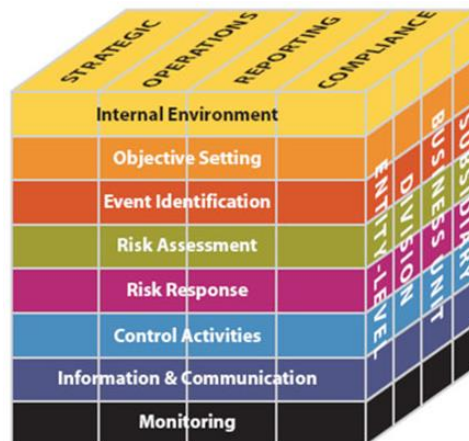 STRATEGIC
OPERATIONS
REPORTING
COMPLIANCE
Internal Environment
Objective Setting
Event Identification
Risk Assessment
Risk Response
Control Activities
Information & Communication
Monitoring
ENTITY-LEVEL
DIVISION
BUSINESS UNIT
SUBSIDIARY